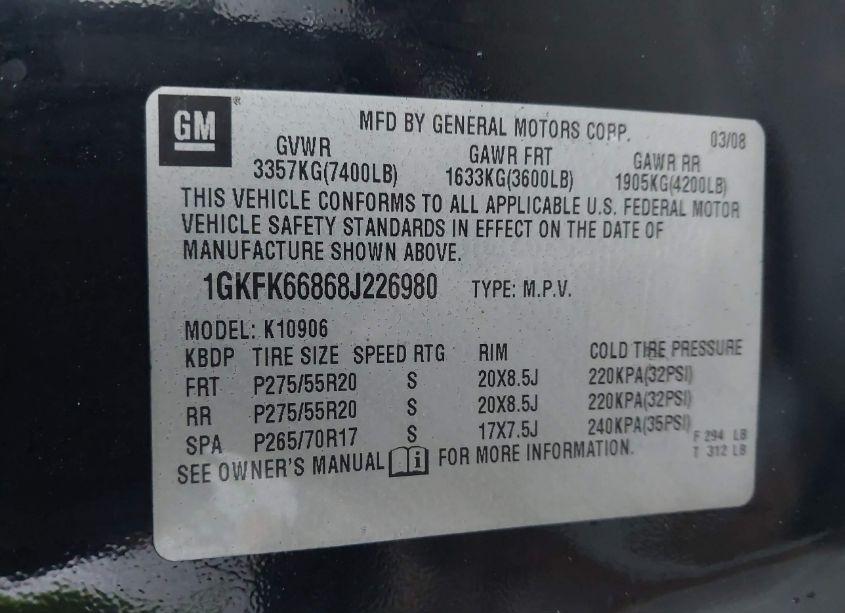 GM
MFD BY GENERAL MOTORS CORP. 03/08
GVWR GAWR FRT GAWR RR
3357KG(7400LB) 1633KG(3600LB) 1905KG(4200LB)
THIS VEHICLE CONFORMS TO ALL APPLICABLE U.S. FEDERAL MOTOR
VEHICLE SAFETY STANDARDS IN EFFECT ON THE DATE OF
MANUFACTURE SHOWN ABOVE.
1GKFK66868J226980 TYPE: M.P.V.
MODEL: K10906
KBDP TIRE SIZE SPEED RTG RIM COLD TIRE PRESSURE
FRT P275/55R20 S 20X8.5J 220KPA(32PSI)
RR P275/55R20 S 20X8.5J 220KPA(32PSI)
SPA P265/70R17 S 17X7.5J 240KPA(35PSI) F 294 LB
SEE OWNER'S MANUAL i FOR MORE INFORMATION. T 312 LB